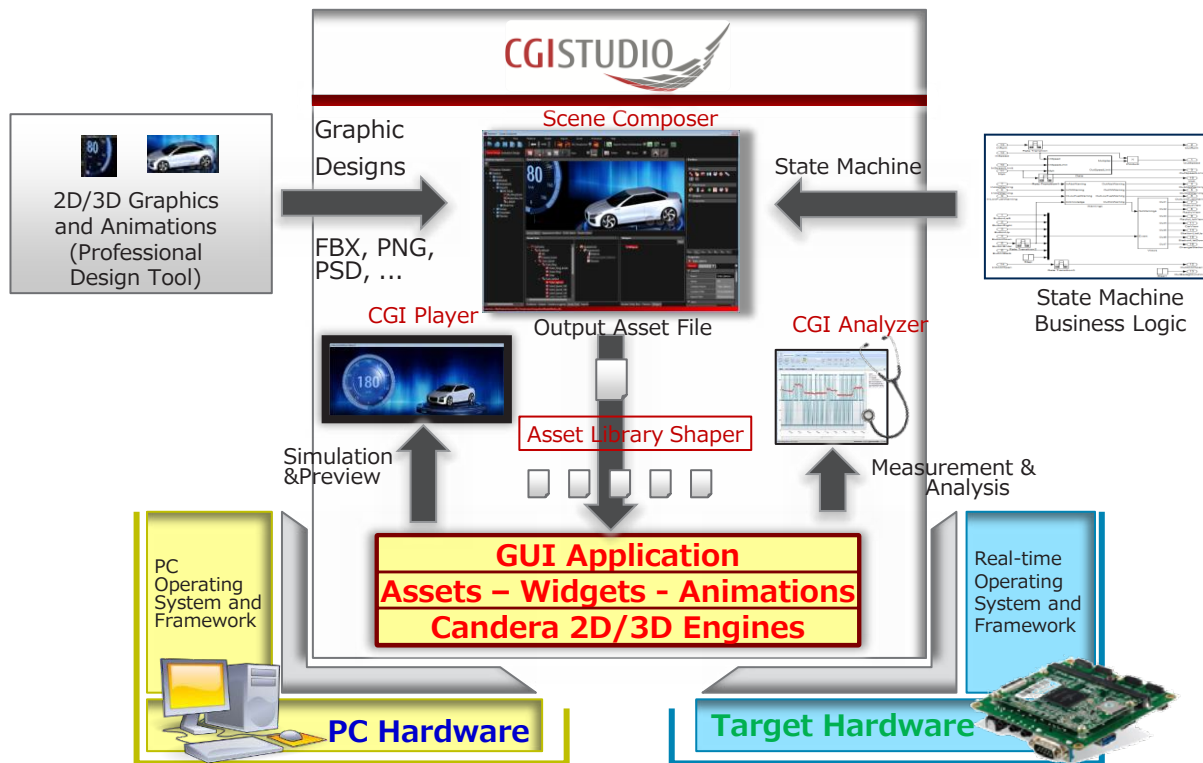 CGISTUDIO
Scene Composer
Graphic
Designs
FBX, PNG,
PSD, ...
State Machine
80
2D/3D Graphics
and Animations
(Professional
Design Tool)
80
State Machine
Business Logic
CGI Player
Output Asset File
CGI Analyzer
180
Asset Library Shaper
Simulation
&Preview
Measurement &
Analysis
GUI Application
Assets – Widgets - Animations
Candera 2D/3D Engines
PC
Operating
System and
Framework
Real-time
Operating
System and
Framework
PC Hardware
Target Hardware